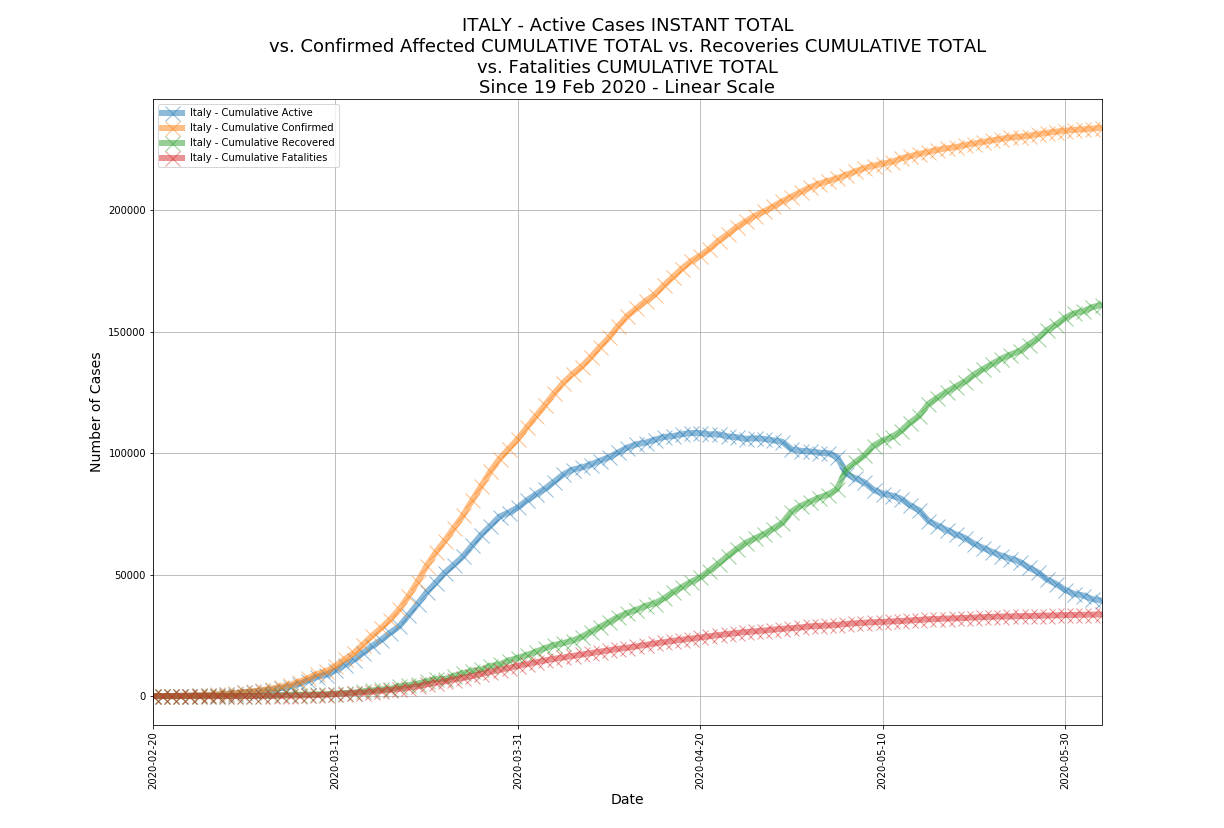 ITALY - Active Cases INSTANT TOTAL
vs. Confirmed Affected CUMULATIVE TOTAL vs. Recoveries CUMULATIVE TOTAL
vs. Fatalities CUMULATIVE TOTAL
Since 19 Feb 2020 - Linear Scale
Italy - Cumulative Active
Italy - Cumulative Confirmed
Italy - Cumulative Recovered
Italy - Cumulative Fatalities
Number of Cases
200000
150000
100000
50000
0
2020-02-20
2020-03-11
2020-03-31
2020-04-20
2020-05-10
2020-05-30
Date